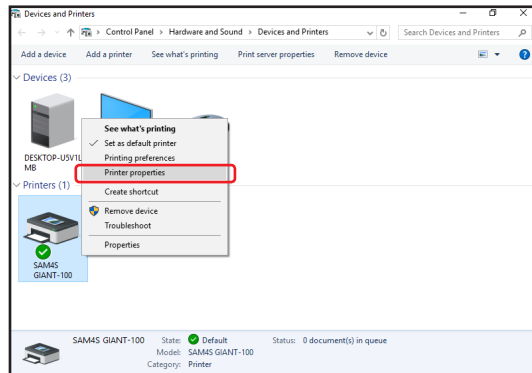 Devices and Printers
Control Panel > Hardware and Sound > Devices and Printers
Search Devices and Printers
Add a device Add a printer See what's printing Print server properties Remove device
Devices (3)
See what's printing
Set as default printer
Printing preferences
Printer properties
Create shortcut
Remove device
Troubleshoot
Properties
DESKTOP-U5V1L
MB
Printers (1)
SAM4S
GIANT-100
SAM4S GIANT-100 State: Default Status: 0 document(s) in queue
Model: SAM4S GIANT-100
Category: Printer